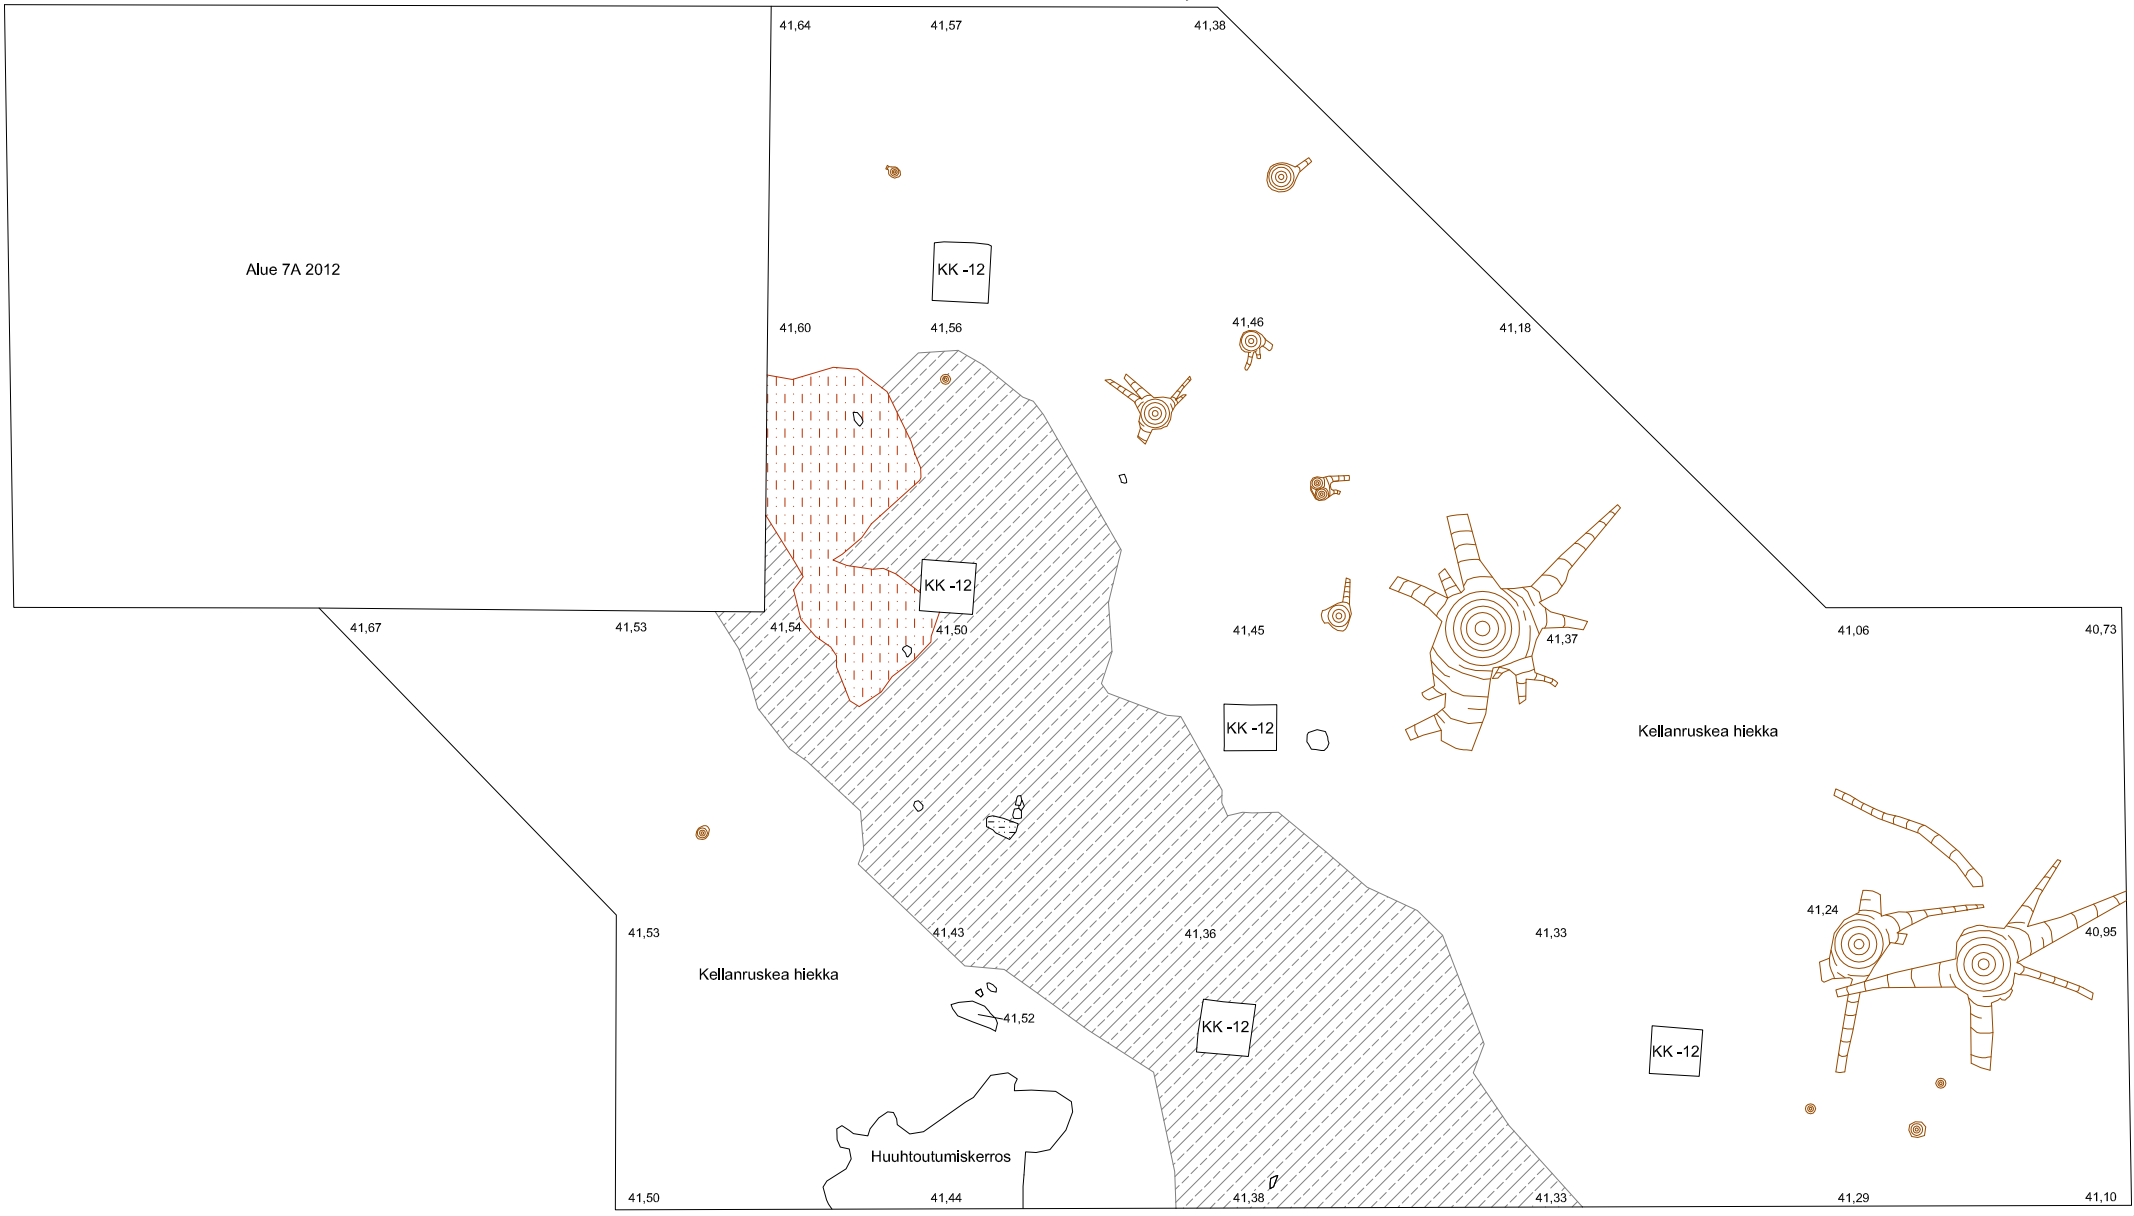 41,64 41,57 41,38
Alue 7A 2012
KK -12
41,60 41,56 41,46 41,18
KK -12
41,67 41,53 41,54 41,50 41,45 41,37 41,06 40,73
KK -12
Kellanruskea hiekka
41,24
41,53 41,43 41,36 41,33 40,95
Kellanruskea hiekka
41,52
KK -12
KK -12
Huuhtoutumiskerros
41,50 41,44 41,38 41,33 41,29 41,10